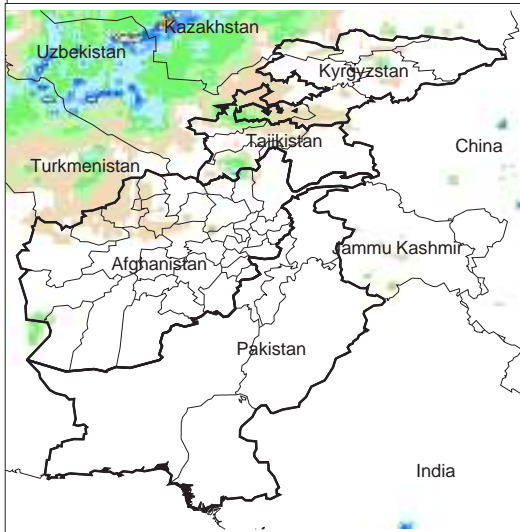 Kazakhstan
Uzbekistan
Kyrgyzstan
Tajikistan
China
Turkmenistan
Jammu Kashmir
Afghanistan
Pakistan
India